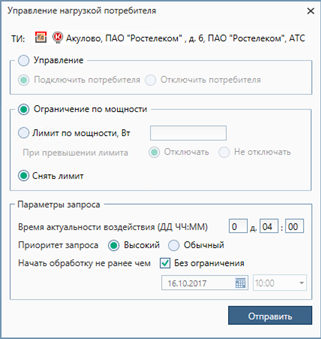 Управление нагрузкой потребителя
ТИ: Акулово, ПАО "Ростелеком" , д. 6, ПАО "Ростелеком", АТС
Управление
Подключить потребителя Отключить потребителя
Ограничение по мощности
Лимит по мощности, Вт
При превышении лимита Отключать Не отключать
Снять лимит
Параметры запроса
Время актуальности воздействия (ДД ЧЧ:ММ) 0 д. 04 : 00
Приоритет запроса Высокий Обычный
Начать обработку не ранее чем Без ограничения
16.10.2017 10:00
Отправить